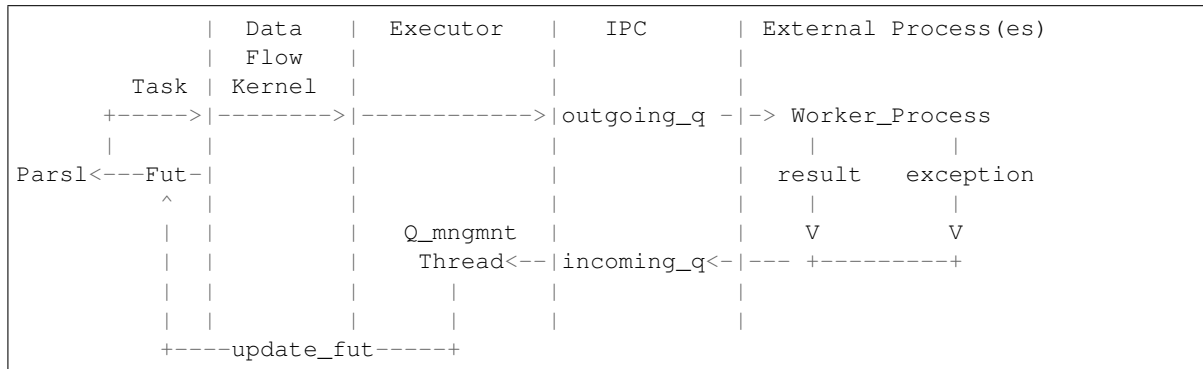 |  Data   |  Executor   |   IPC      | External Process(es)
              |  Flow   |             |            |
         Task | Kernel  |             |            |
       +----->|-------->|------------>|outgoing_q -|-> Worker_Process
       |      |         |             |            |    |         |
Parsl<---Fut-|         |             |            |  result   exception
           ^  |         |             |            |    |         |
           |  |         |   Q_mngmnt  |            |    V         V
           |  |         |    Thread<--|incoming_q<-|--- +---------+
           |  |         |      |      |            |
           |  |         |      |      |            |
           +----update_fut-----+